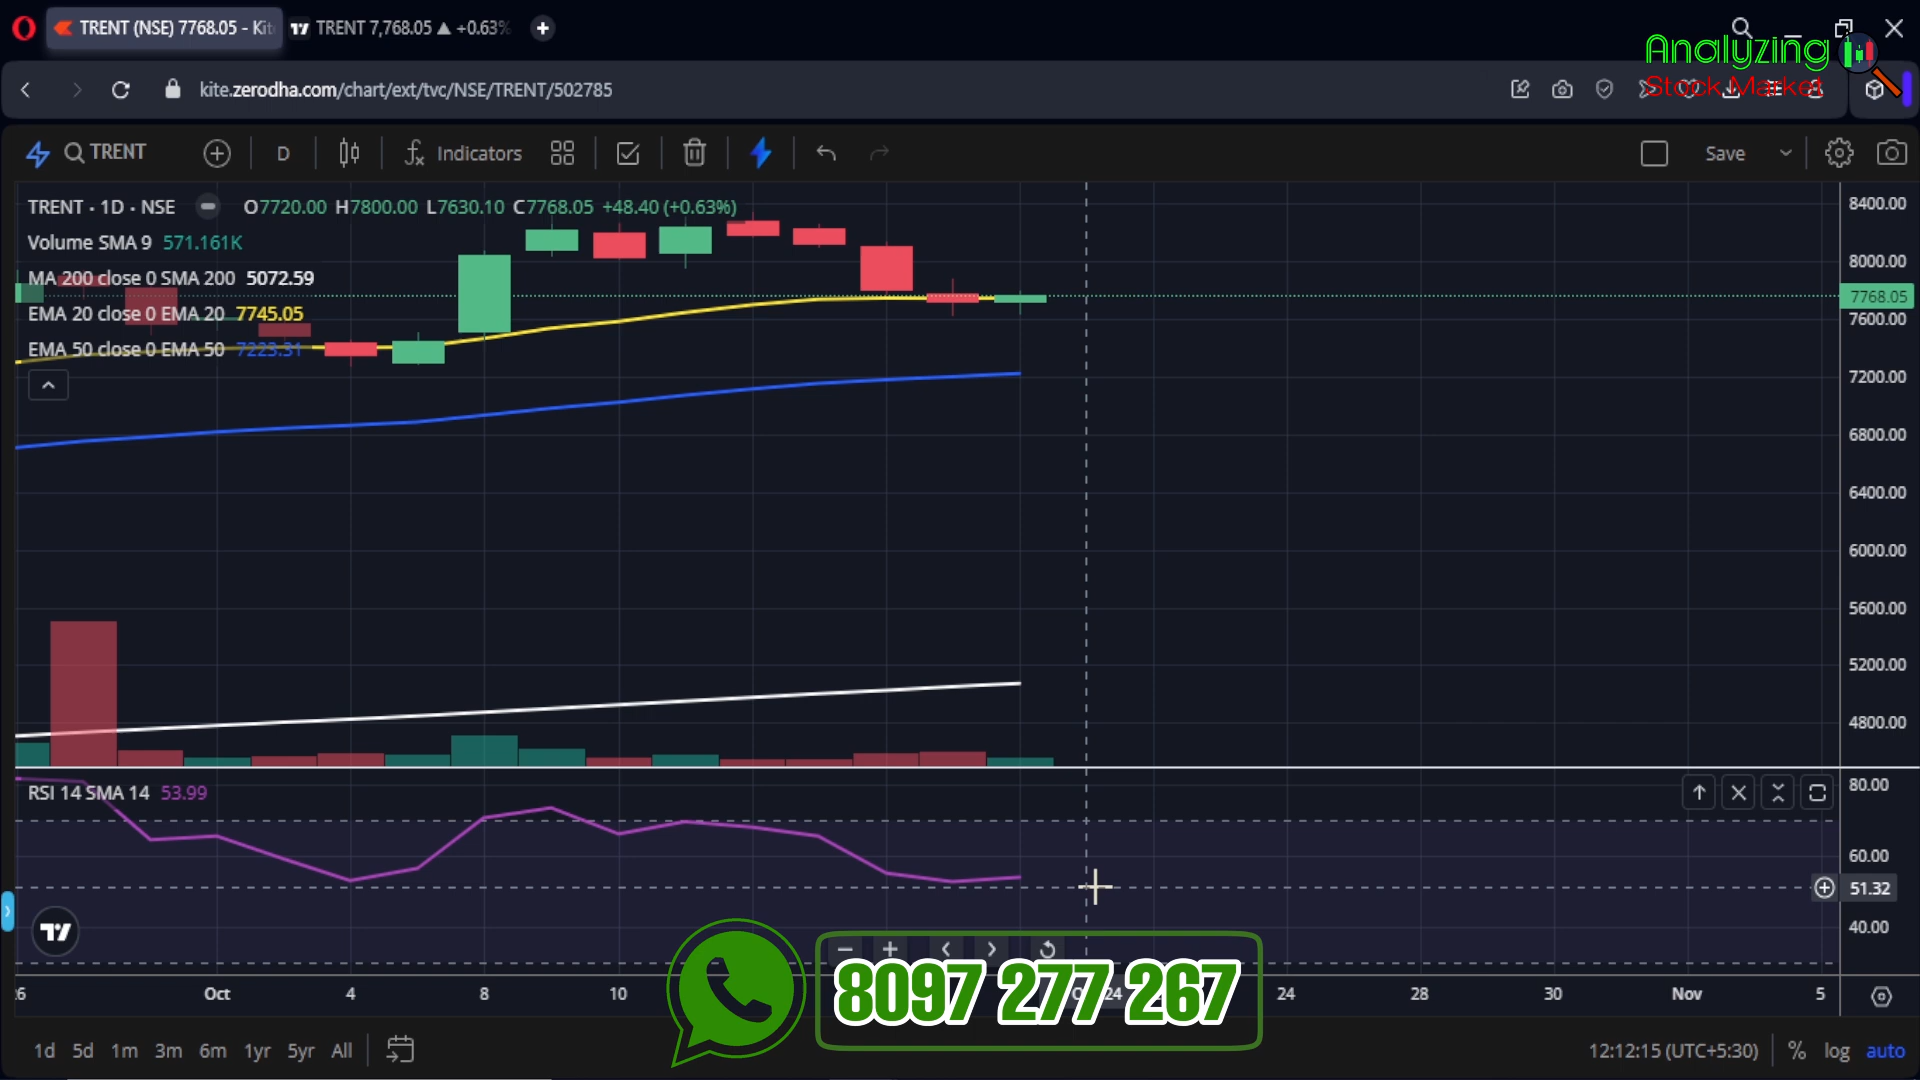 TRENT (NSE) 7768.05 - Kit
TRENT 7,768.05 ▲ +0.63%
Analyzing
Stock Market
kite.zerodha.com/chart/ext/tvc/NSE/TRENT/502785
TRENT
D
Indicators
Save
TRENT · 1D · NSE
O7720.00 H7800.00 L7630.10 C7768.05 +48.40 (+0.63%)
Volume SMA 9 571.161K
MA 200 close 0 SMA 200 5072.59
EMA 20 close 0 EMA 20 7745.05
EMA 50 close 0 EMA 50 7223.31
8400.00
8000.00
7768.05
7600.00
7200.00
6800.00
6400.00
6000.00
5600.00
5200.00
4800.00
RSI 14 SMA 14 53.99
80.00
60.00
51.32
40.00
8097 277 267
Oct 4 8 10 24 28 30 Nov 5
1d 5d 1m 3m 6m 1yr 5yr All
12:12:15 (UTC+5:30) % log auto